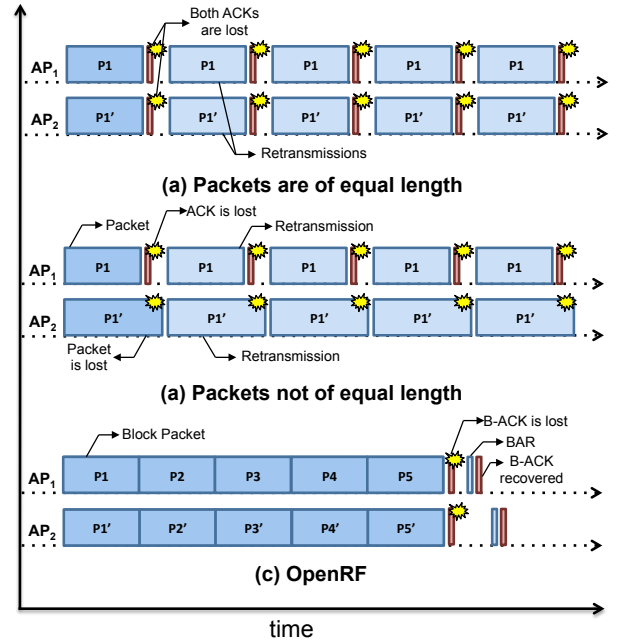 Both ACKs
are lost
AP1
P1 P1 P1 P1 P1
AP2
P1' P1' P1' P1' P1'
Retransmissions
(a) Packets are of equal length
Packet
ACK is lost
Retransmission
AP1
P1 P1 P1 P1 P1
AP2
P1' P1' P1' P1' P1'
Packet
is lost
Retransmission
(a) Packets not of equal length
Block Packet
B-ACK is lost
BAR
B-ACK
recovered
AP1
P1 P2 P3 P4 P5
AP2
P1' P2' P3' P4' P5'
(c) OpenRF
time